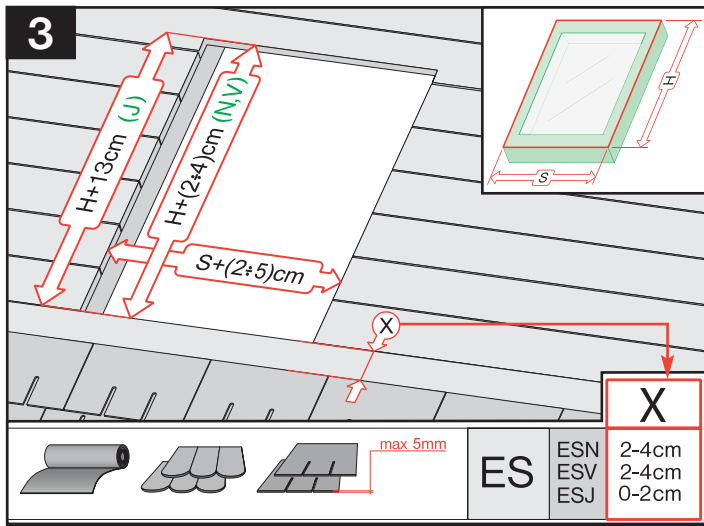 3
H+13cm (J)
H+(2÷4)cm (N,V)
S+(2÷5)cm
H
S
X
X
max 5mm
ES
ESN 2-4cm
ESV 2-4cm
ESJ 0-2cm